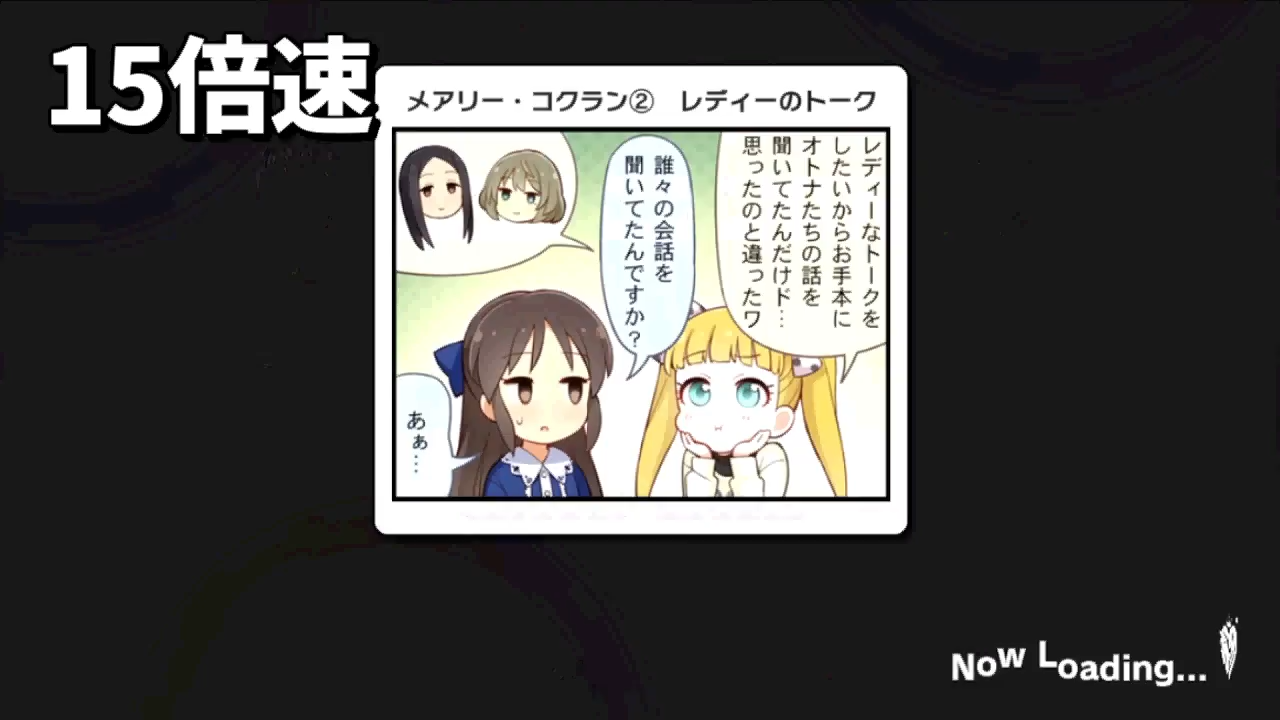 15倍速
メアリー・コクラン② レディーのトーク
レディーなトークを
したいからお手本に
オトナたちの話を
聞いてたんだけド…
思ったのと違ったワ
誰々の会話を
聞いてたんですか？
あぁ…
Now Loading...